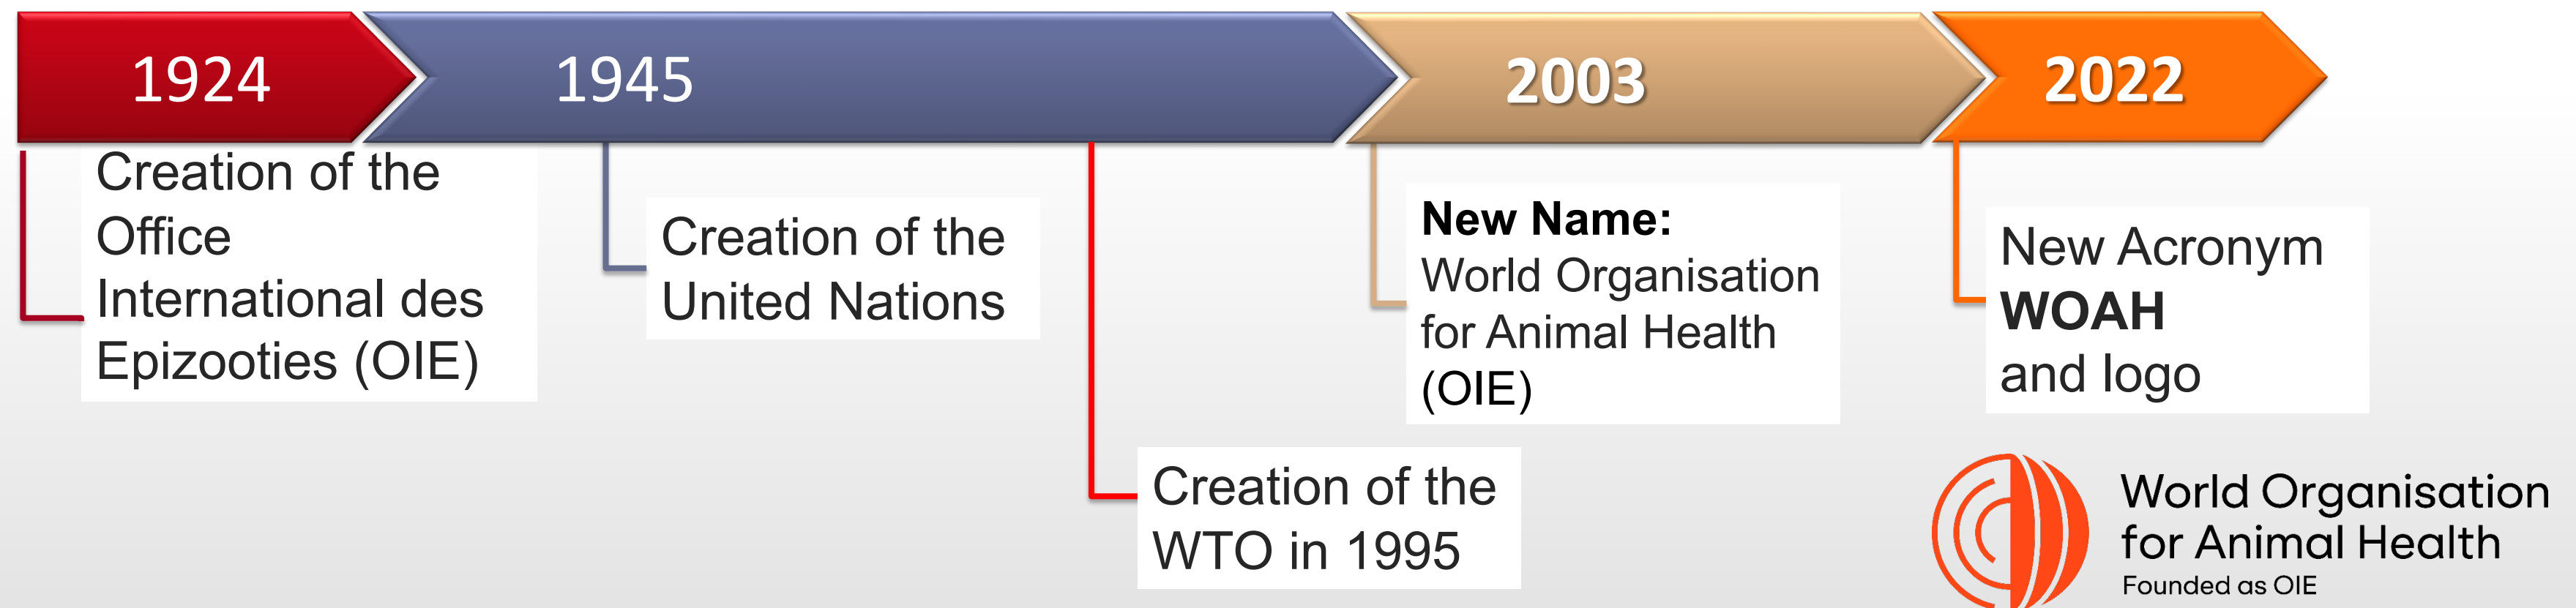 1924
1945
2003
2022
Creation of the
Office
International des
Epizooties (OIE)
Creation of the
United Nations
New Name:
World Organisation
for Animal Health
(OIE)
New Acronym
WOAH
and logo
Creation of the
WTO in 1995
World Organisation
for Animal Health
Founded as OIE